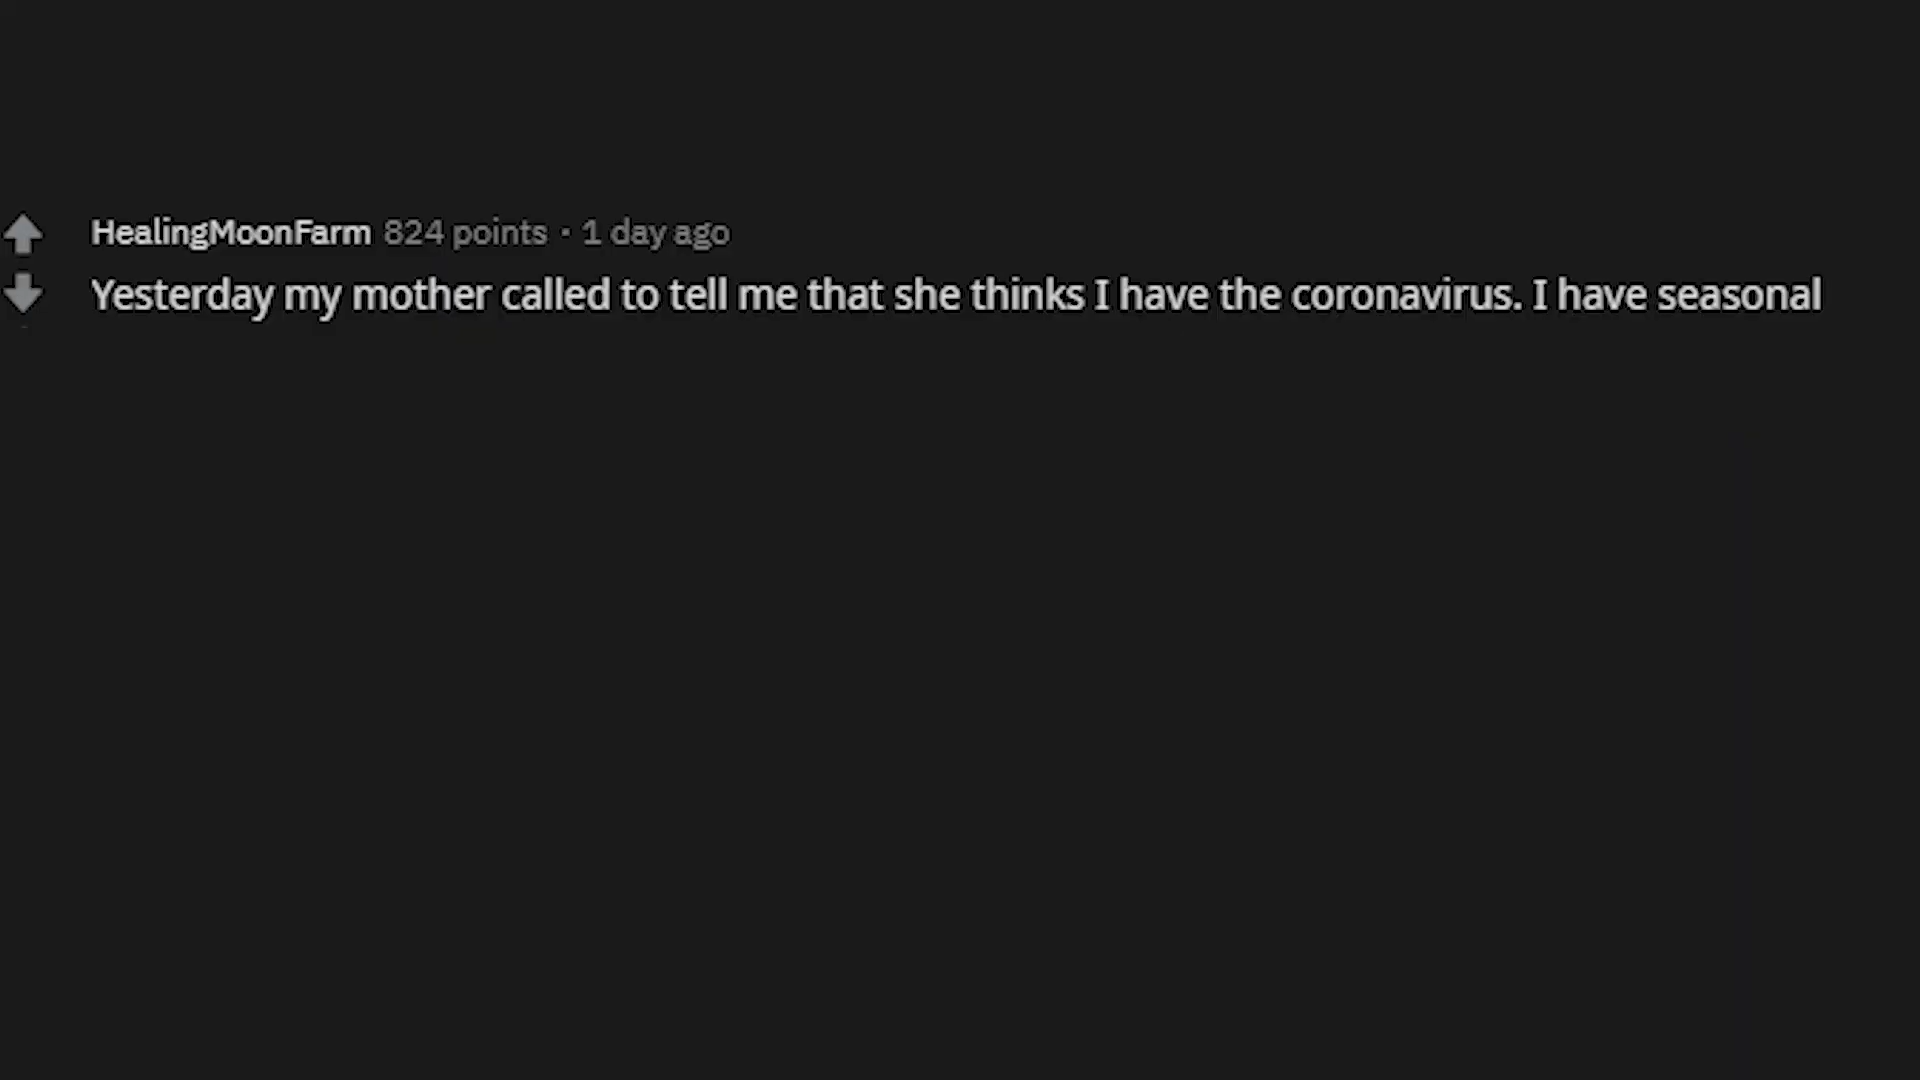 HealingMoonFarm 824 points · 1 day ago
Yesterday my mother called to tell me that she thinks I have the coronavirus. I have seasonal